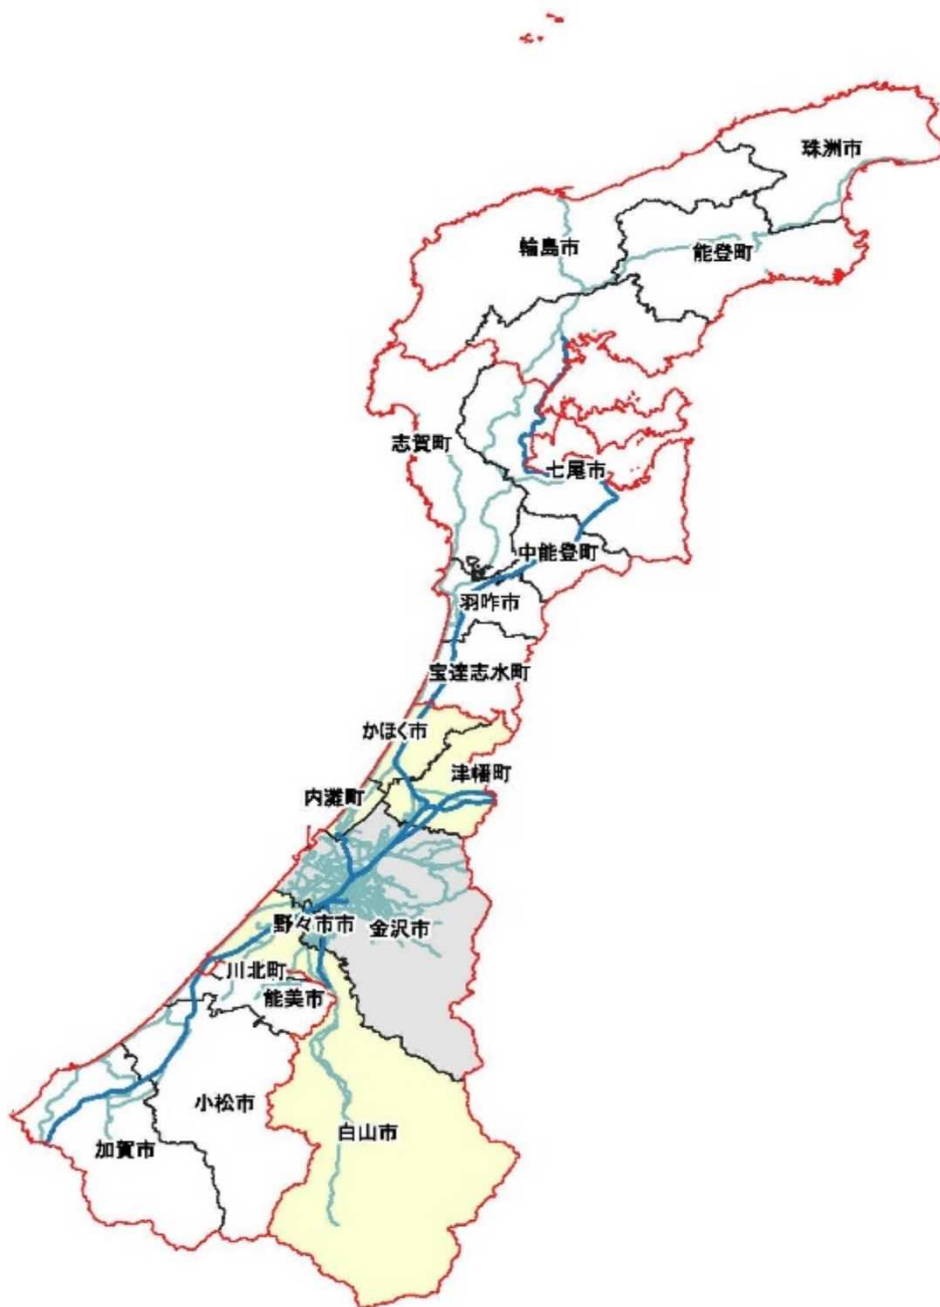 珠洲市
輪島市
能登町
志賀町
七尾市
中能登町
羽咋市
宝達志水町
かほく市
津幡町
内灘町
野々市市
金沢市
川北町
能美市
小松市
白山市
加賀市